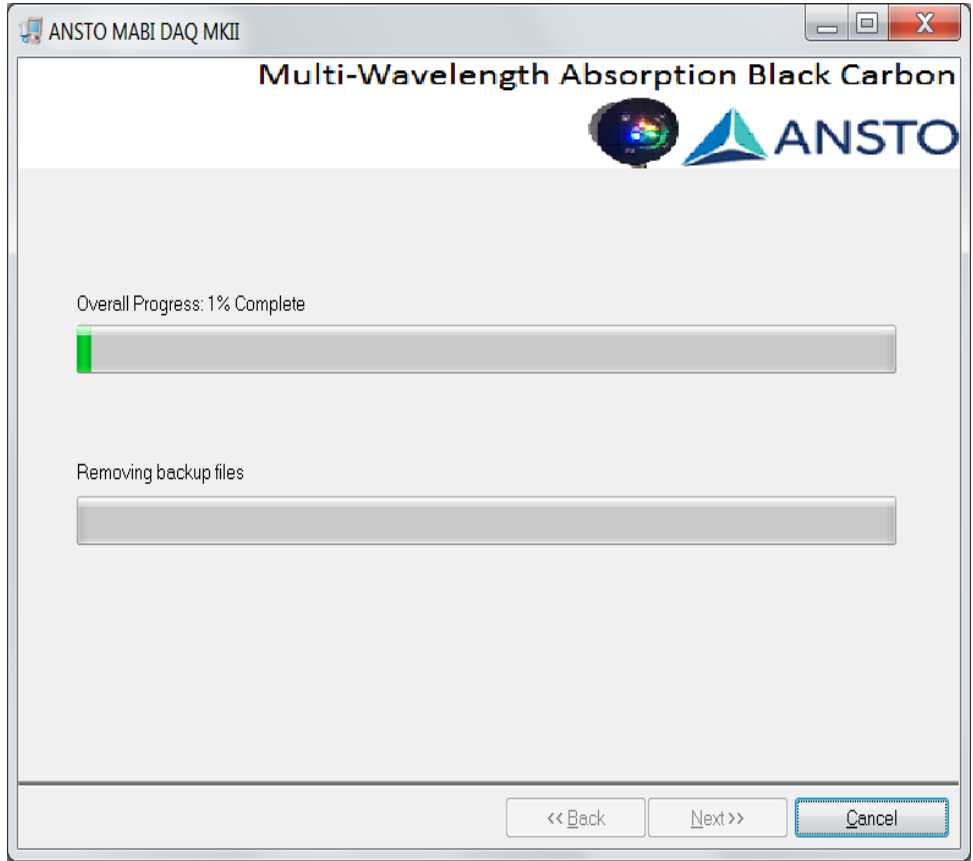 ANSTO MABI DAQ MKII
Multi-Wavelength Absorption Black Carbon
ANSTO
Overall Progress: 1% Complete
Removing backup files
<< Back
Next >>
Cancel